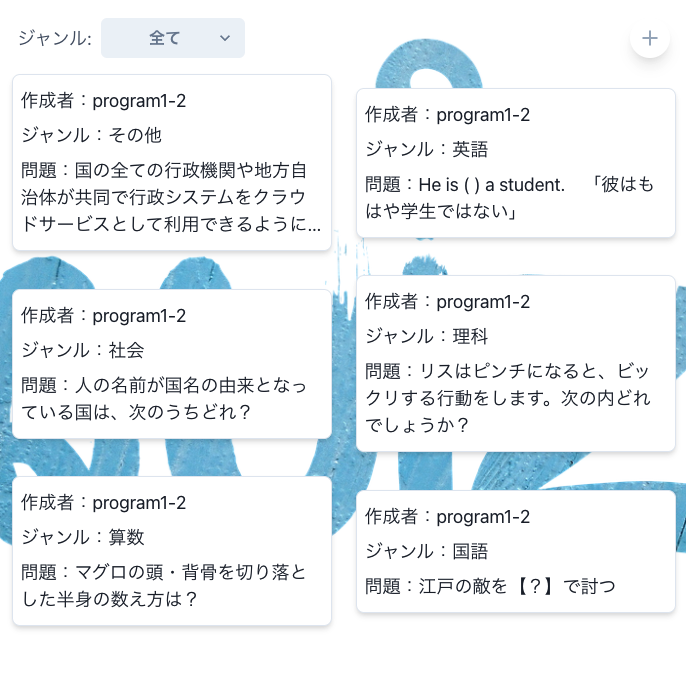 ジャンル: 全て
作成者：program1-2
ジャンル：その他
問題：国の全ての行政機関や地方自
治体が共同で行政システムをクラウ
ドサービスとして利用できるように...
作成者：program1-2
ジャンル：英語
問題：He is ( ) a student.　「彼はも
はや学生ではない」
作成者：program1-2
ジャンル：社会
問題：人の名前が国名の由来となっ
ている国は、次のうちどれ？
作成者：program1-2
ジャンル：理科
問題：リスはピンチになると、ビッ
クリする行動をします。次の内どれ
でしょうか？
作成者：program1-2
ジャンル：算数
問題：マグロの頭・背骨を切り落と
した半身の数え方は？
作成者：program1-2
ジャンル：国語
問題：江戸の敵を【？】で討つ